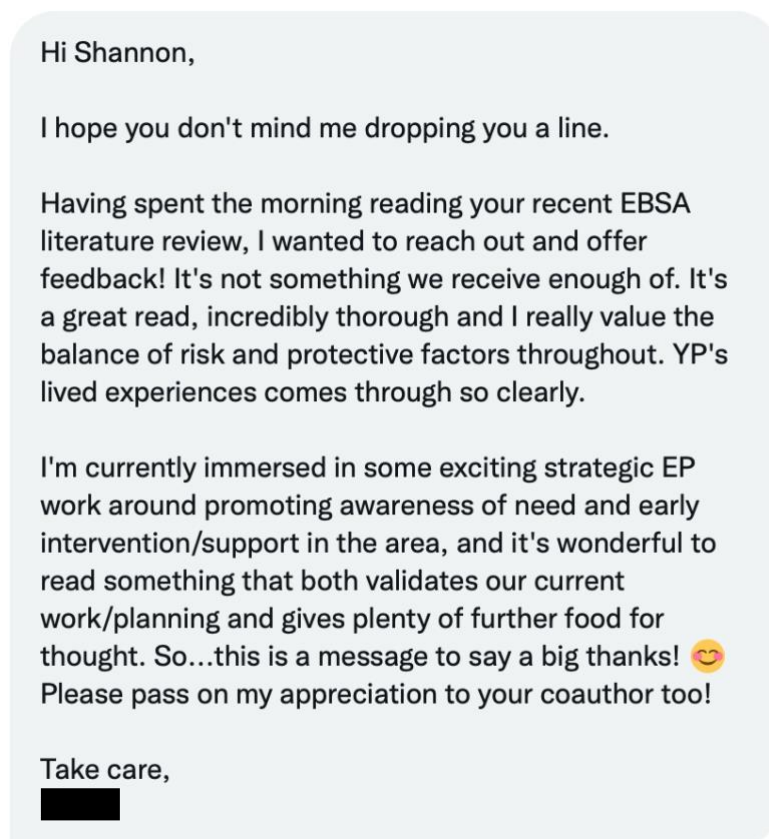 Hi Shannon,
I hope you don't mind me dropping you a line.
Having spent the morning reading your recent EBSA
literature review, I wanted to reach out and offer
feedback! It's not something we receive enough of. It's
a great read, incredibly thorough and I really value the
balance of risk and protective factors throughout. YP's
lived experiences comes through so clearly.
I'm currently immersed in some exciting strategic EP
work around promoting awareness of need and early
intervention/support in the area, and it's wonderful to
read something that both validates our current
work/planning and gives plenty of further food for
thought. So...this is a message to say a big thanks! 😊
Please pass on my appreciation to your coauthor too!
Take care,